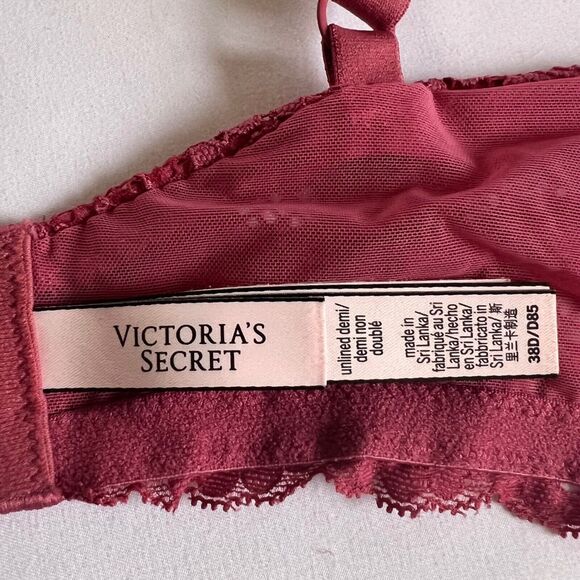 VICTORIA'S
SECRET
unlined demi/
demi non
doublé
made in
Sri Lanka/
fabriqué au Sri
Lanka/hecho
en Sri Lanka/
fabbricato in
Sri Lanka/ 斯
里兰卡制造
38D/D85